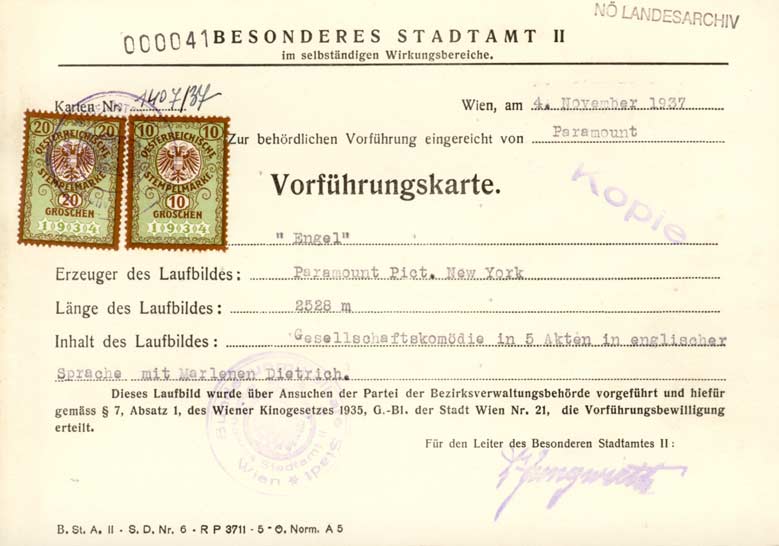 NÖ LANDESARCHIV
000041 BESONDERES STADTAMT II
im selbständigen Wirkungsbereiche.
Karten Nr. 1407/37
Wien, am 4. November 1937
Zur behördlichen Vorführung eingereicht von Paramount
20 20
OESTERREICHISCHE
STEMPELMARKE
20
GROSCHEN
1934
10 10
OESTERREICHISCHE
STEMPELMARKE
10
GROSCHEN
1934
Vorführungskarte.
Kopie
"Engel"
Erzeuger des Laufbildes: Paramount Pict. New York
Länge des Laufbildes: 2528 m
Inhalt des Laufbildes: Gesellschaftskomödie in 5 Akten in englischer
Sprache mit Marlenen Dietrich.
Dieses Laufbild wurde über Ansuchen der Partei der Bezirksverwaltungsbehörde vorgeführt und hiefür
gemäss § 7, Absatz 1, des Wiener Kinogesetzes 1935, G.-Bl. der Stadt Wien Nr. 21, die Vorführungsbewilligung
erteilt.
Für den Leiter des Besonderen Stadtamtes II:
Stadtamt II
Wien
B. St. A. II - S. D. Nr. 6 - R P 3711 - 5 - O. Norm. A 5